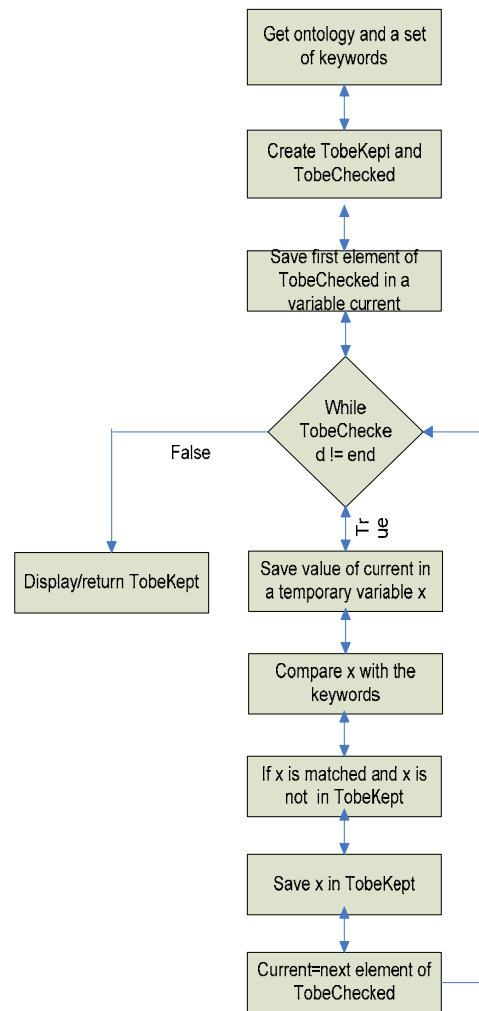 Get ontology and a set
of keywords
Create TobeKept and
TobeChecked
Save first element of
TobeChecked in a
variable current
While
TobeChecke
d != end
False
Tr
ue
Display/return TobeKept
Save value of current in
a temporary variable x
Compare x with the
keywords
If x is matched and x is
not in TobeKept
Save x in TobeKept
Current=next element of
TobeChecked